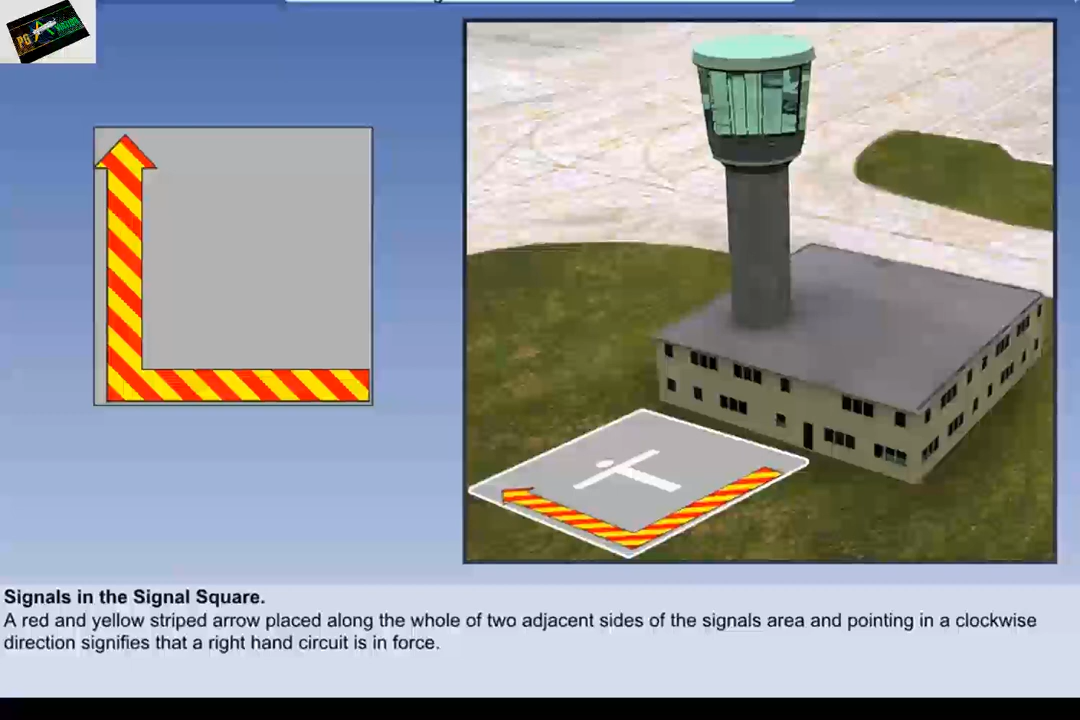 PG
Signals in the Signal Square.
A red and yellow striped arrow placed along the whole of two adjacent sides of the signals area and pointing in a clockwise
direction signifies that a right hand circuit is in force.